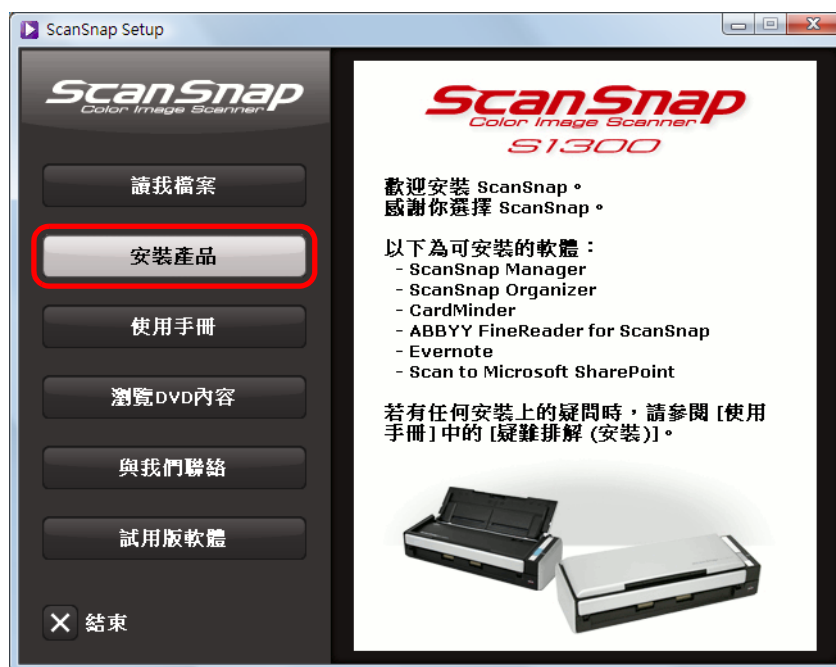 ScanSnap Setup
ScanSnap
Color Image Scanner
讀我檔案
安裝產品
使用手冊
瀏覽DVD內容
與我們聯絡
試用版軟體
結束
ScanSnap
Color Image Scanner
S1300
歡迎安裝 ScanSnap。
感謝你選擇 ScanSnap。
以下為可安裝的軟體：
- ScanSnap Manager
- ScanSnap Organizer
- CardMinder
- ABBYY FineReader for ScanSnap
- Evernote
- Scan to Microsoft SharePoint
若有任何安裝上的疑問時，請參閱 [使用
手冊] 中的 [疑難排解 (安裝)]。